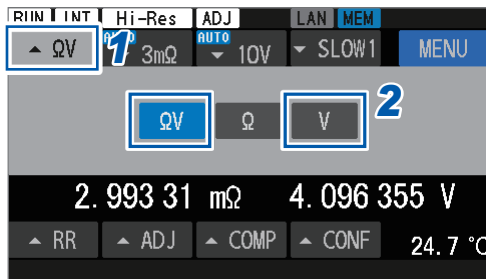 RUN INT Hi-Res ADJ LAN MEM
ΩV 1 AUTO 3mΩ AUTO 10V SLOW1 MENU
ΩV Ω V 2
2.993 31 mΩ 4.096 355 V
RR ADJ COMP CONF 24.7 °C